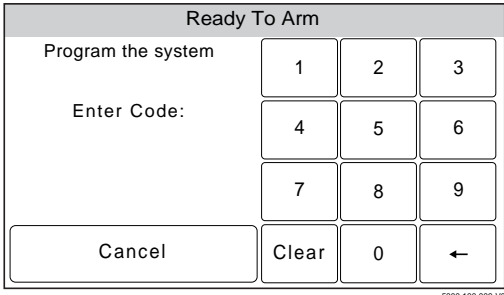 Ready To Arm
Program the system
1 2 3
Enter Code:
4 5 6
7 8 9
Cancel Clear 0 ←